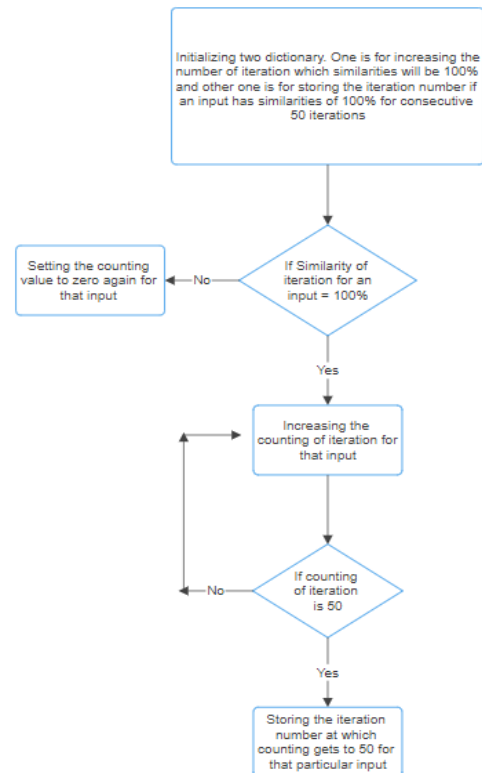 Initializing two dictionary. One is for increasing the
number of iteration which similarities will be 100%
and other one is for storing the iteration number if
an input has similarities of 100% for consecutive
50 iterations
If Similarity of
iteration for an
input = 100%
No
Setting the counting
value to zero again for
that input
Yes
Increasing the
counting of iteration for
that input
If counting
of iteration
is 50
No
Yes
Storing the iteration
number at which
counting gets to 50 for
that particular input